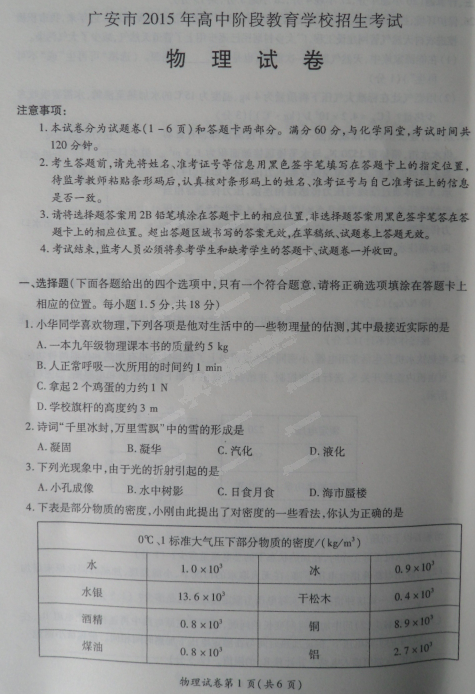 广安市2015年高中阶段教育学校招生考试
物 理 试 卷
注意事项:
1.本试卷分为试题卷(1-6页)和答题卡两部分。满分60分,与化学同堂,考试时间共
120分钟。
2.考生答题前,请先将姓名、准考证号等信息用黑色签字笔填写在答题卡上的指定位置,
待监考教师粘贴条形码后,认真核对条形码上的姓名、准考证号与自己准考证上的信息
是否一致。
3.请将选择题答案用2B铅笔填涂在答题卡上的相应位置,非选择题答案用黑色签字笔答在答
题卡上的相应位置。超出答题区域书写的答案无效,在草稿纸、试题卷上答题无效。
4.考试结束,监考人员必须将参考学生和缺考学生的答题卡、试题卷一并收回。
一、选择题(下面各题给出的四个选项中,只有一个符合题意,请将正确选项填涂在答题卡上
相应的位置。每小题1.5分,共18分)
1.小华同学喜欢物理,下列各项是他对生活中的一些物理量的估测,其中最接近实际的是
A.一本九年级物理课本书的质量约5 kg
B.人正常呼吸一次所用的时间约1 min
C.拿起2个鸡蛋的力约1 N
D.学校旗杆的高度约3 m
2.诗词“千里冰封,万里雪飘”中的雪的形成是
A.凝固 B.凝华 C.汽化 D.液化
3.下列光现象中,由于光的折射引起的是
A.小孔成像 B.水中树影 C.日食月食 D.海市蜃楼
4.下表是部分物质的密度,小刚由此提出了对密度的一些看法,你认为正确的是
0℃、1标准大气压下部分物质的密度/(kg/m³)
水 1.0×10³ 冰 0.9×10³
水银 13.6×10³ 干松木 0.4×10³
酒精 0.8×10³ 铜 8.9×10³
煤油 0.8×10³ 铝 2.7×10³
物理试卷第1页(共6页)